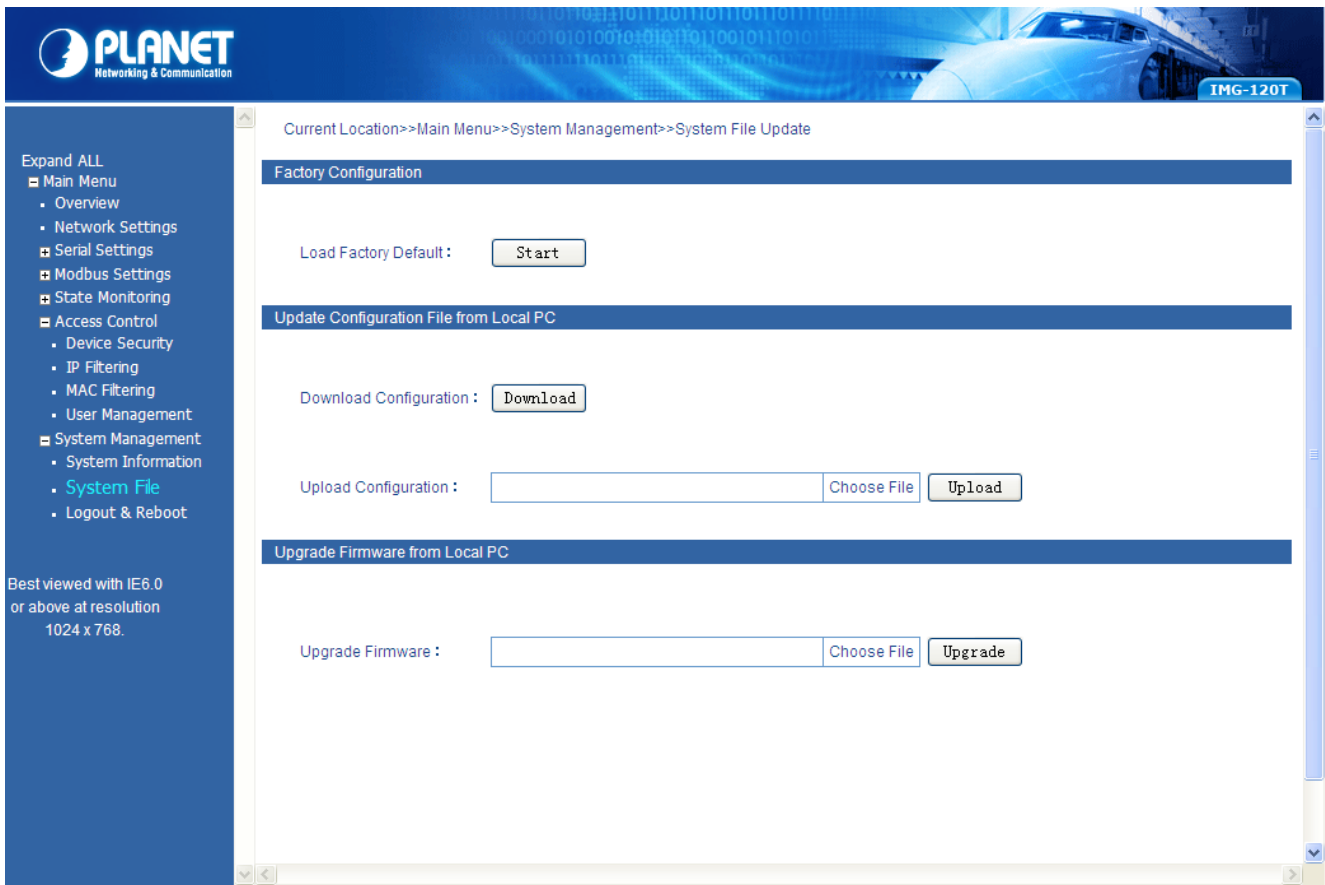 PLANET
Networking & Communication
IMG-120T
Expand ALL
Main Menu
Overview
Network Settings
Serial Settings
Modbus Settings
State Monitoring
Access Control
Device Security
IP Filtering
MAC Filtering
User Management
System Management
System Information
System File
Logout & Reboot
Best viewed with IE6.0
or above at resolution
1024 x 768.
Current Location>>Main Menu>>System Management>>System File Update
Factory Configuration
Load Factory Default : Start
Update Configuration File from Local PC
Download Configuration : Download
Upload Configuration : Choose File Upload
Upgrade Firmware from Local PC
Upgrade Firmware : Choose File Upgrade